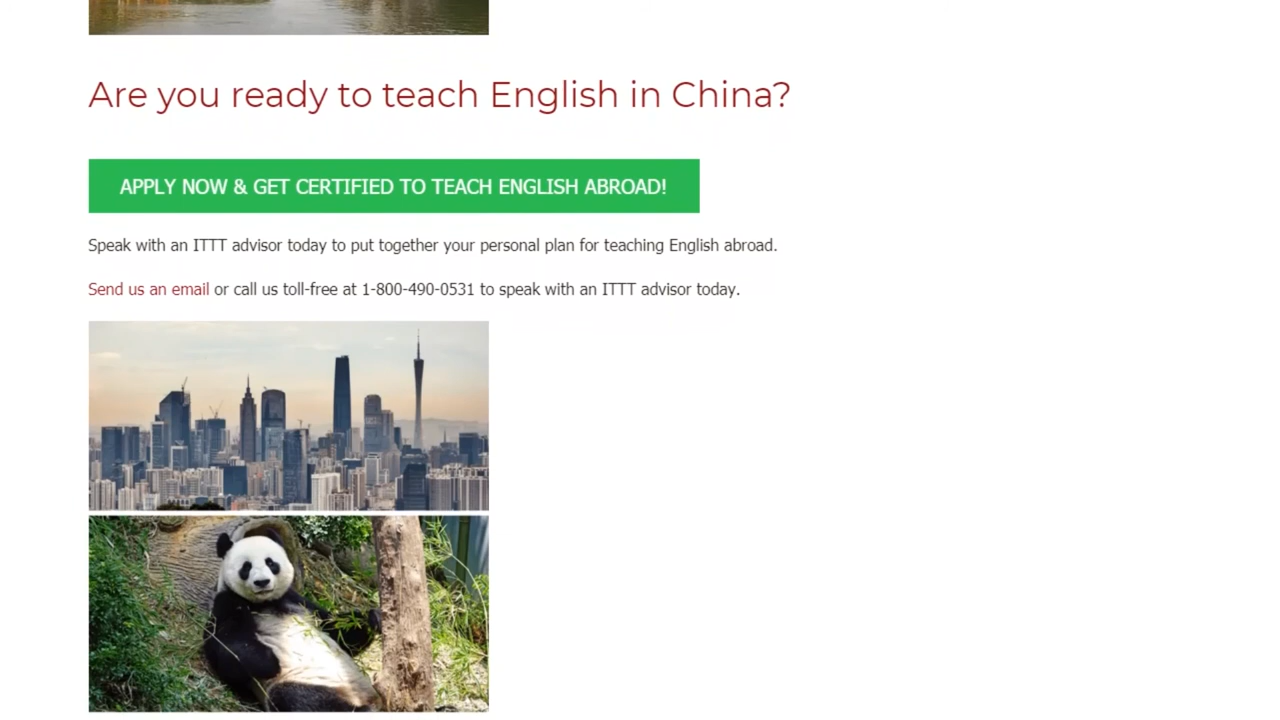 Are you ready to teach English in China?
APPLY NOW & GET CERTIFIED TO TEACH ENGLISH ABROAD!
Speak with an ITTT advisor today to put together your personal plan for teaching English abroad.
Send us an email or call us toll-free at 1-800-490-0531 to speak with an ITTT advisor today.